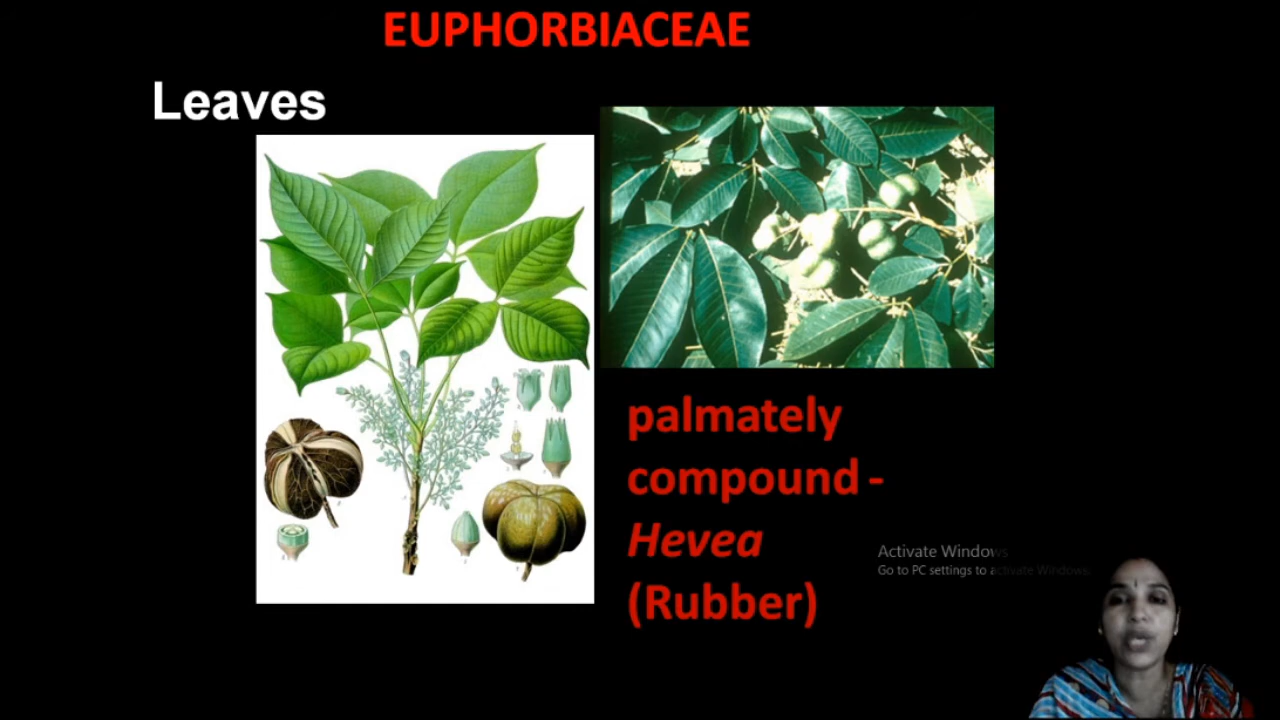 EUPHORBIACEAE
Leaves
palmately
compound -
Hevea
(Rubber)
Activate Windows
Go to PC settings to activate Windows.